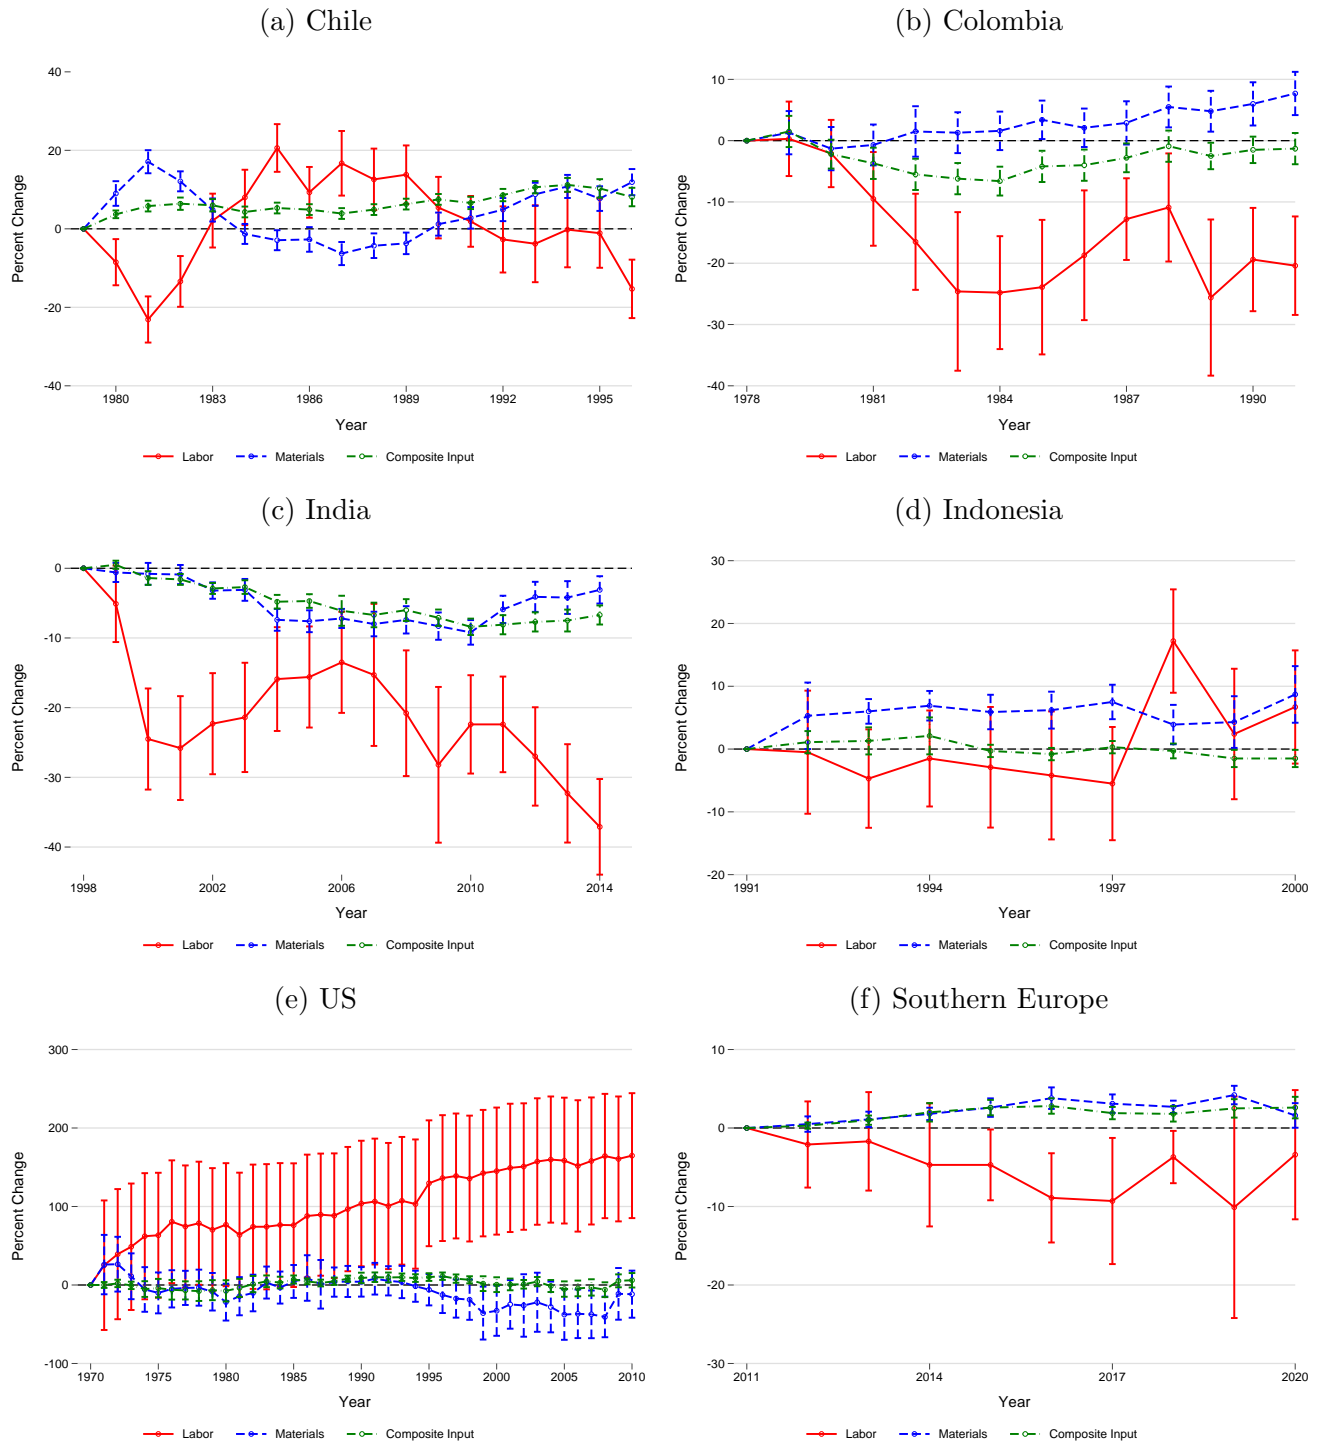 (a) Chile
40
20
0
-20
-40
Percent Change
1980 1983 1986 1989 1992 1995
Year
Labor Materials Composite Input
(b) Colombia
10
0
-10
-20
-30
-40
Percent Change
1978 1981 1984 1987 1990
Year
Labor Materials Composite Input
(c) India
0
-10
-20
-30
-40
Percent Change
1998 2002 2006 2010 2014
Year
Labor Materials Composite Input
(d) Indonesia
30
20
10
0
-10
-20
Percent Change
1991 1994 1997 2000
Year
Labor Materials Composite Input
(e) US
300
200
100
0
-100
Percent Change
1970 1975 1980 1985 1990 1995 2000 2005 2010
Year
Labor Materials Composite Input
(f) Southern Europe
10
0
-10
-20
-30
Percent Change
2011 2014 2017 2020
Year
Labor Materials Composite Input